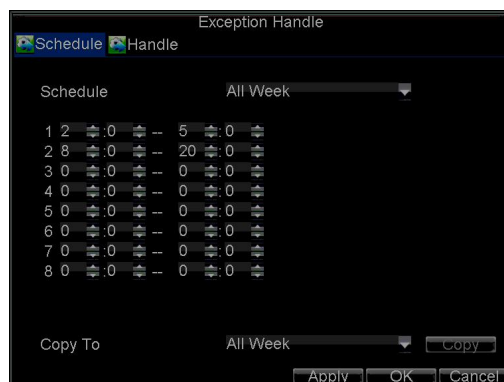 Exception Handle
Schedule Handle
Schedule All Week
1 2 :0 -- 5 :0
2 8 :0 -- 20 :0
3 0 :0 -- 0 :0
4 0 :0 -- 0 :0
5 0 :0 -- 0 :0
6 0 :0 -- 0 :0
7 0 :0 -- 0 :0
8 0 :0 -- 0 :0
Copy To All Week Copy
Apply OK Cancel